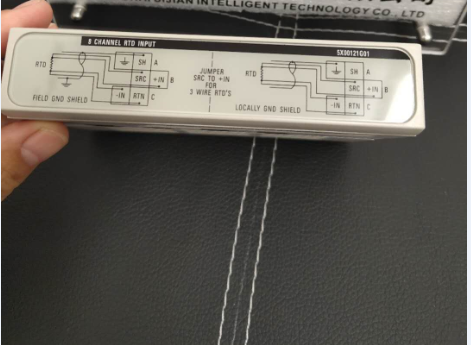 INTELLIGENT TECHNOLOGY CO., LTD
8 CHANNEL RTD INPUT
5X00121G01
RTD
SH A
SRC +IN B
-IN RTN C
FIELD GND SHIELD
JUMPER
SRC TO +IN
FOR
3 WIRE RTD'S
RTD
SH A
SRC +IN B
-IN RTN C
LOCALLY GND SHIELD